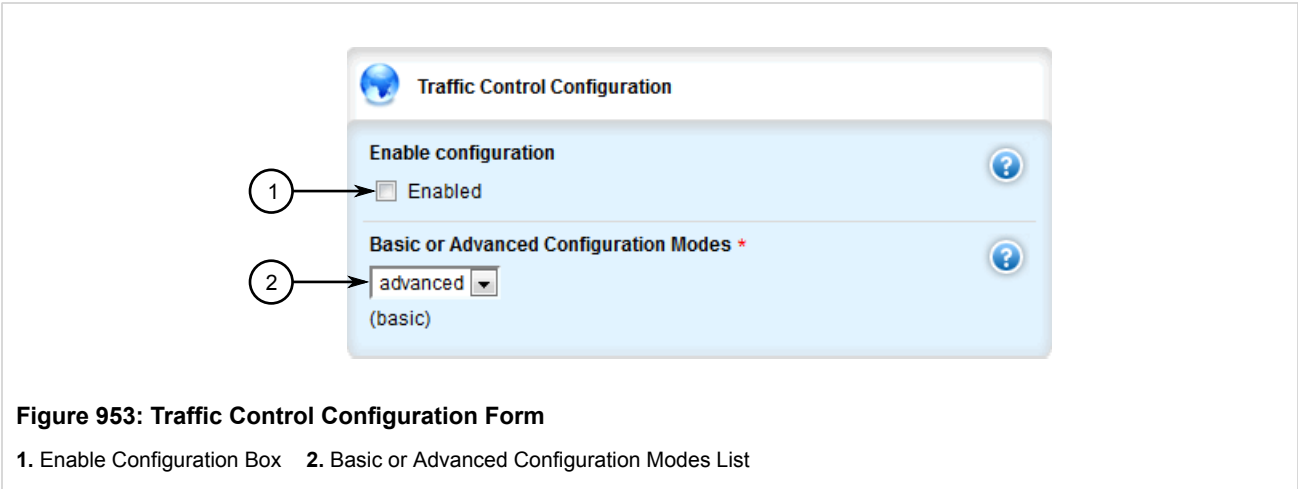 Traffic Control Configuration
Enable configuration
?
1
Enabled
Basic or Advanced Configuration Modes *
?
2
advanced
(basic)
Figure 953: Traffic Control Configuration Form
1. Enable Configuration Box 2. Basic or Advanced Configuration Modes List